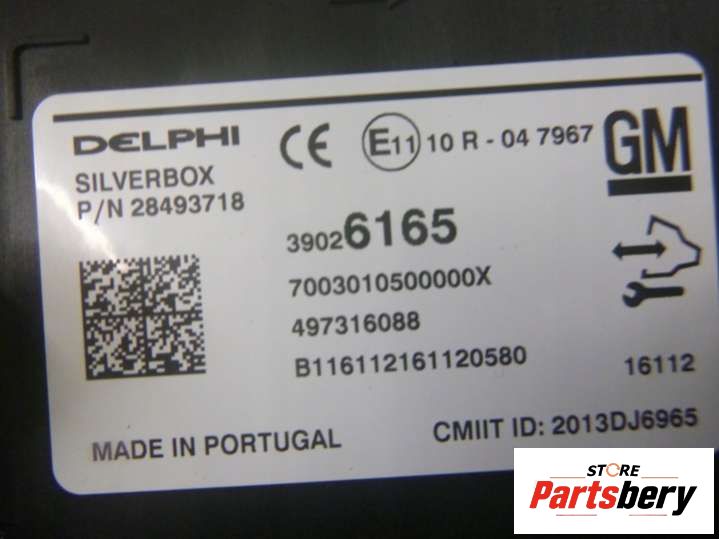 DELPHI
SILVERBOX
P/N 28493718
CE E11 10 R - 04 7967
GM
39026165
7003010500000X
497316088
B116112161120580
16112
MADE IN PORTUGAL
CMIIT ID: 2013DJ6965
STORE
Partsbery